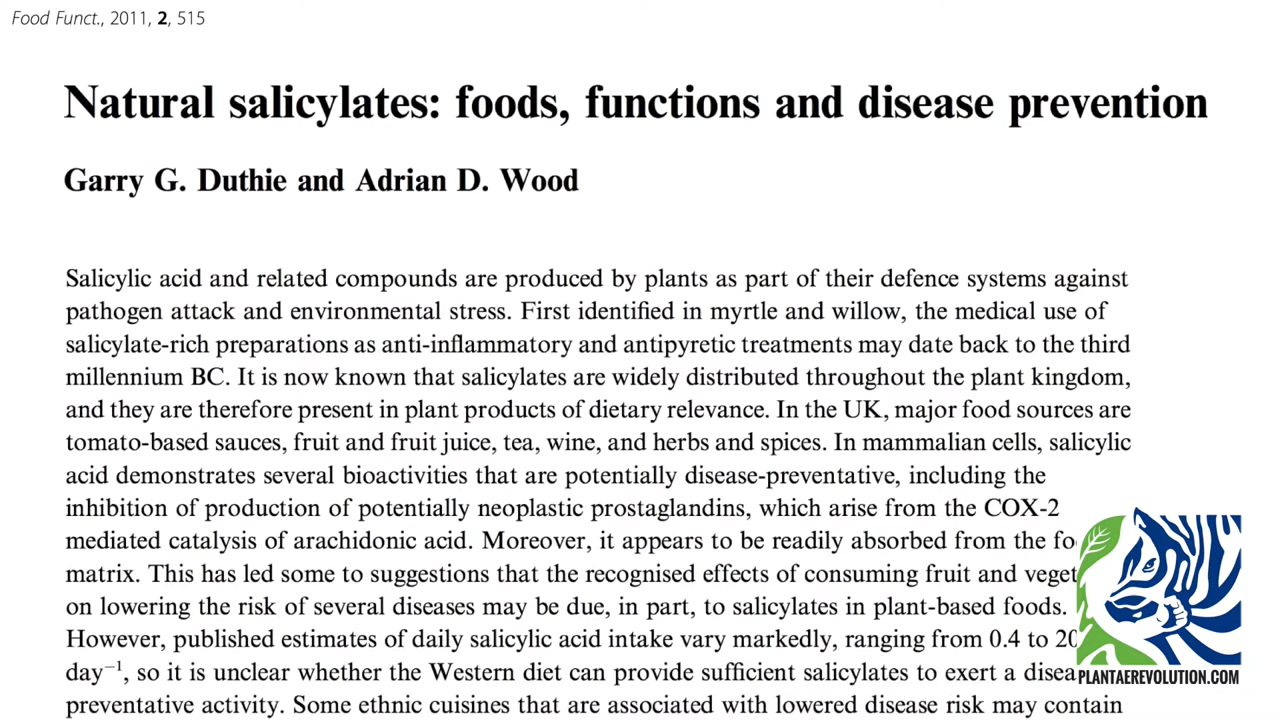 Food Funct., 2011, 2, 515
Natural salicylates: foods, functions and disease prevention
Garry G. Duthie and Adrian D. Wood
Salicylic acid and related compounds are produced by plants as part of their defence systems against
pathogen attack and environmental stress. First identified in myrtle and willow, the medical use of
salicylate-rich preparations as anti-inflammatory and antipyretic treatments may date back to the third
millennium BC. It is now known that salicylates are widely distributed throughout the plant kingdom,
and they are therefore present in plant products of dietary relevance. In the UK, major food sources are
tomato-based sauces, fruit and fruit juice, tea, wine, and herbs and spices. In mammalian cells, salicylic
acid demonstrates several bioactivities that are potentially disease-preventative, including the
inhibition of production of potentially neoplastic prostaglandins, which arise from the COX-2
mediated catalysis of arachidonic acid. Moreover, it appears to be readily absorbed from the
matrix. This has led some to suggestions that the recognised effects of consuming fruit and
on lowering the risk of several diseases may be due, in part, to salicylates in plant-based foods.
However, published estimates of daily salicylic acid intake vary markedly, ranging from 0.4 to
day⁻¹, so it is unclear whether the Western diet can provide sufficient salicylates to exert a
preventative activity. Some ethnic cuisines that are associated with lowered disease risk may contain
PLANTAEREVOLUTION.COM